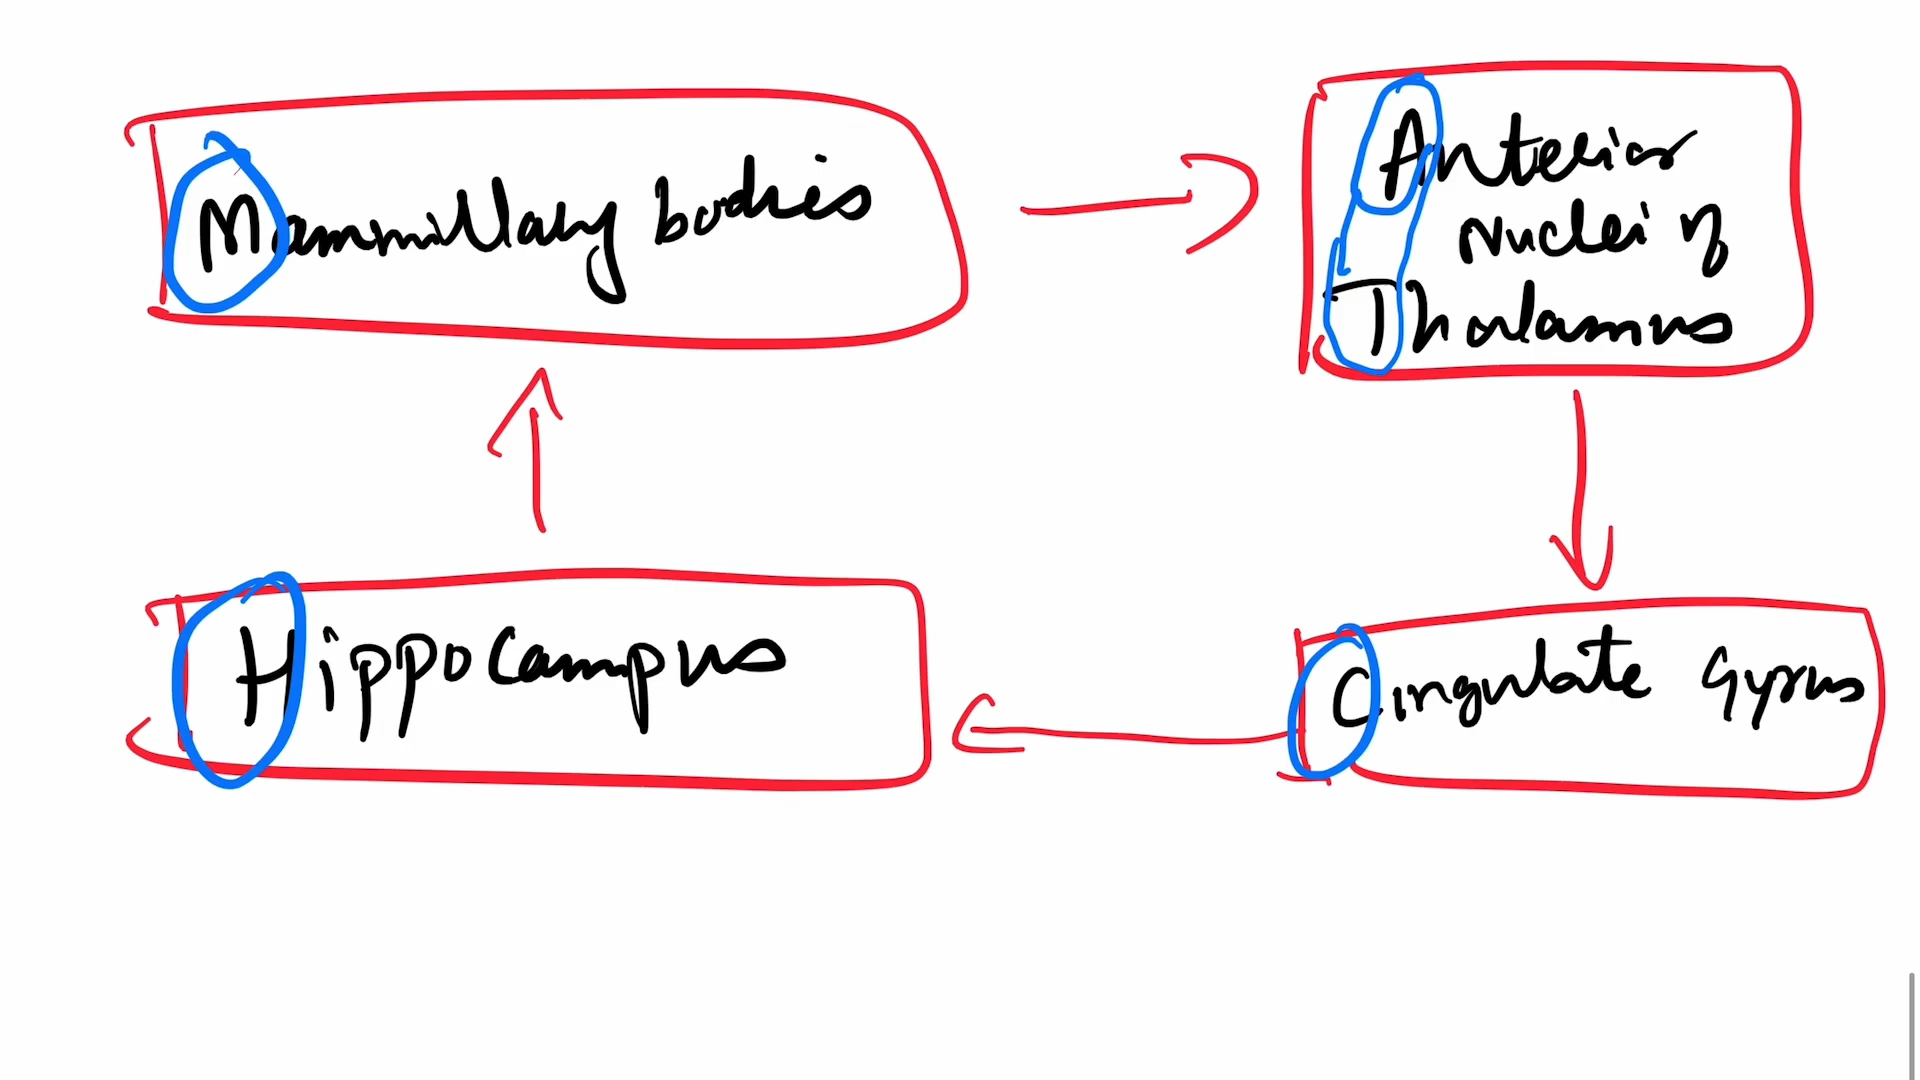 Mammillary bodies
Anterior
nuclei of
Thalamus
Hippocampus
Cingulate Gyrus